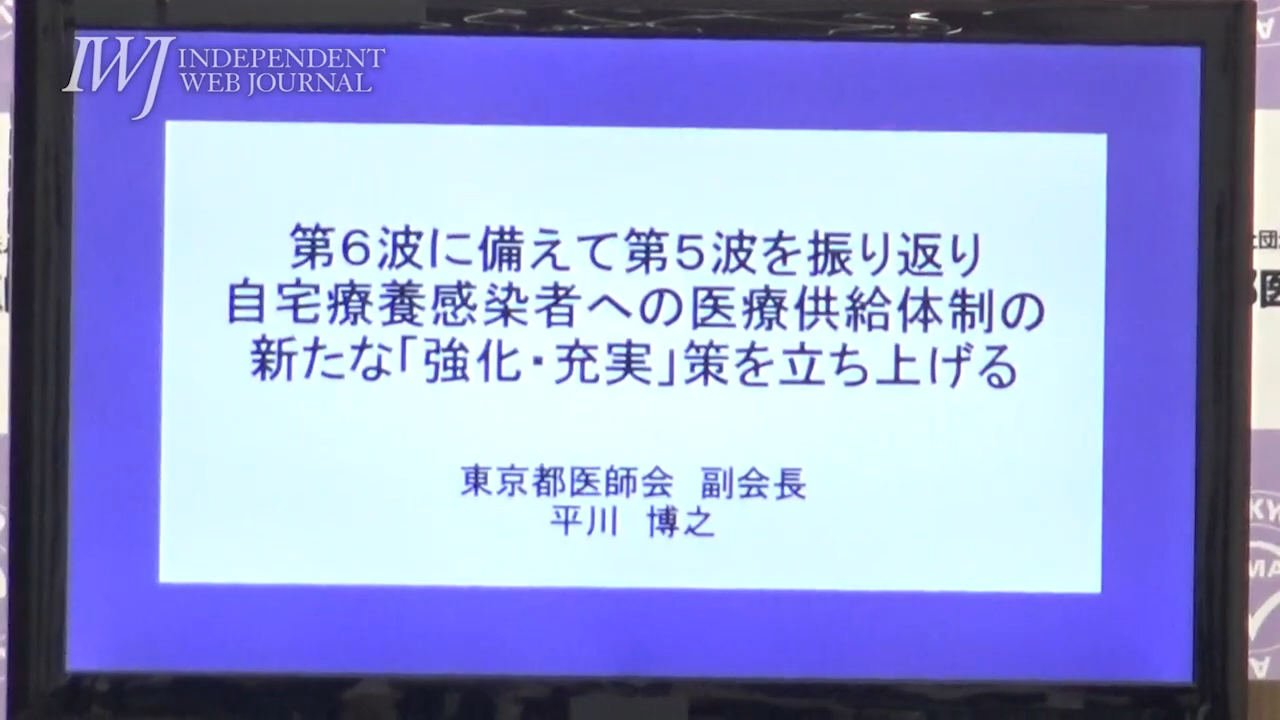 IWJ INDEPENDENT
WEB JOURNAL
第6波に備えて第5波を振り返り
自宅療養感染者への医療供給体制の
新たな「強化・充実」策を立ち上げる
東京都医師会　副会長
平川　博之